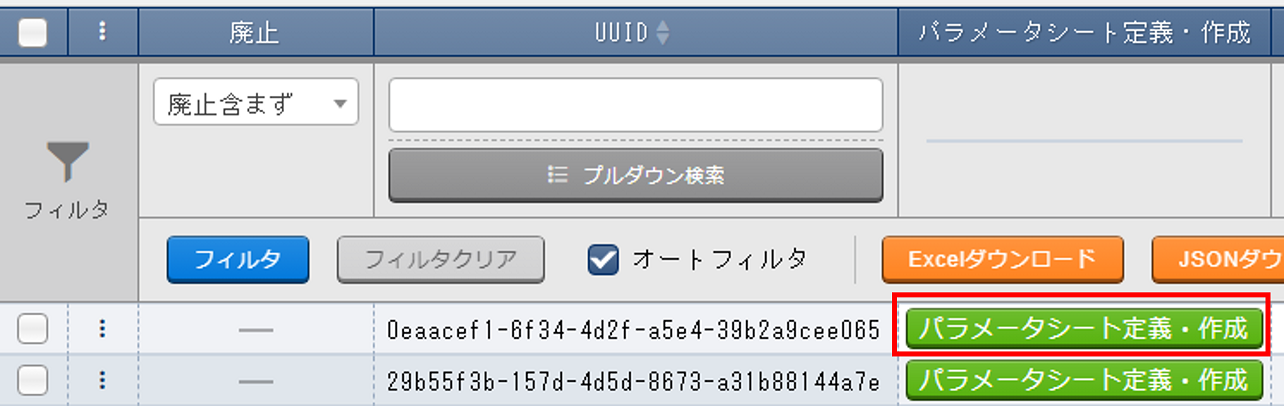 廃止 UUID パラメータシート定義・作成
廃止含まず
プルダウン検索
フィルタ
フィルタ フィルタクリア オートフィルタ Excelダウンロード JSONダウ
0eaacef1-6f34-4d2f-a5e4-39b2a9cee065 パラメータシート定義・作成
29b55f3b-157d-4d5d-8673-a31b88144a7e パラメータシート定義・作成